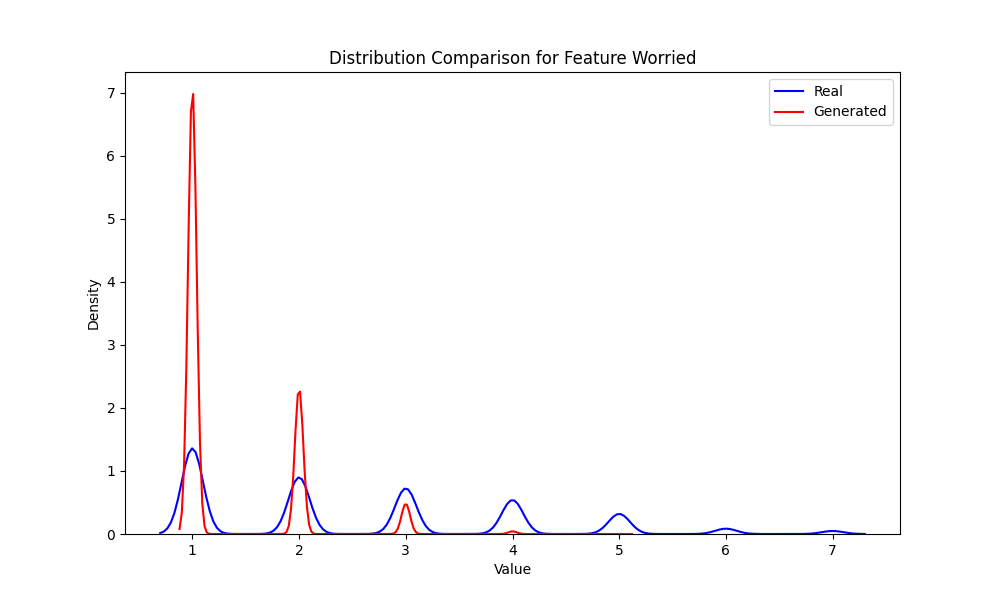 Distribution Comparison for Feature Worried
Real
Generated
Density
7
6
5
4
3
2
1
0
1 2 3 4 5 6 7
Value